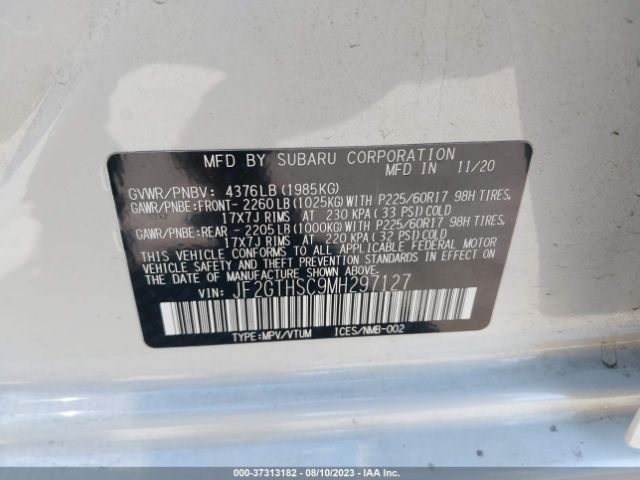 MFD BY SUBARU CORPORATION
MFD IN 11/20
GVWR/PNBV: 4376LB(1985KG)
GAWR/PNBE:FRONT- 2260LB(1025KG)WITH P225/60R17 98H TIRES,
17X7J RIMS AT 230 KPA(33 PSI)COLD
GAWR/PNBE:REAR - 2205LB(1000KG)WITH P225/60R17 98H TIRES,
17X7J RIMS AT 220 KPA(32 PSI)COLD
THIS VEHICLE CONFORMS TO ALL APPLICABLE FEDERAL MOTOR
VEHICLE SAFETY AND THEFT PREVENTION STANDARDS IN EFFECT ON
THE DATE OF MANUFACTURE SHOWN ABOVE.
VIN: JF2GTHSC9MH297127
TYPE:MPV/VTUM ICES/NMB-002
000-37313182 - 08/10/2023 - IAA Inc.